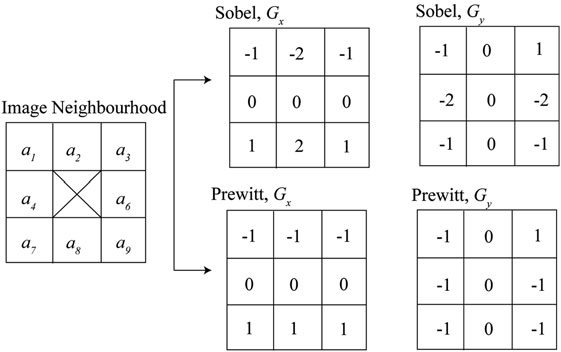 Sobel, Gx
Sobel, Gy
-1 -2 -1
0 0 0
1 2 1
-1 0 1
-2 0 -2
-1 0 -1
Image Neighbourhood
a1 a2 a3
a4 a6
a7 a8 a9
Prewitt, Gx
Prewitt, Gy
-1 -1 -1
0 0 0
1 1 1
-1 0 1
-1 0 -1
-1 0 -1